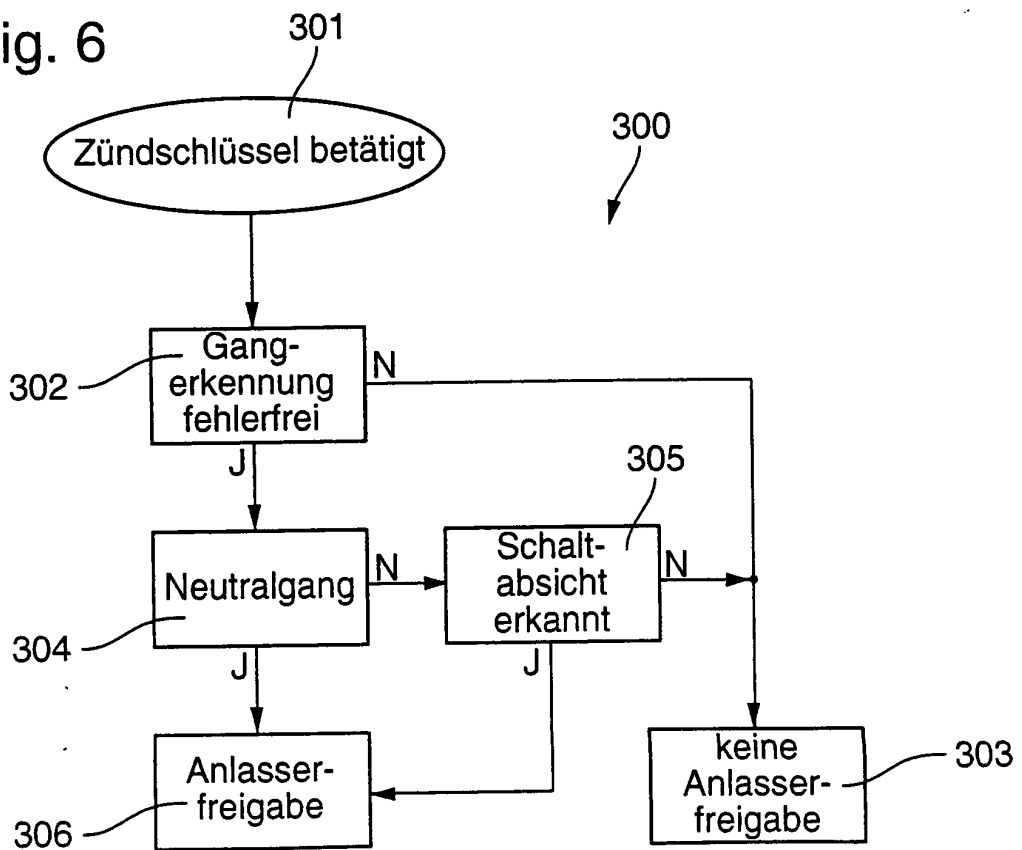 ig. 6
301
Zündschlüssel betätigt
300
302
Gang-
erkennung
fehlerfrei
N
J
305
304
Neutralgang
N
Schalt-
absicht
erkannt
N
J
J
306
Anlasser-
freigabe
keine
Anlasser-
freigabe
303